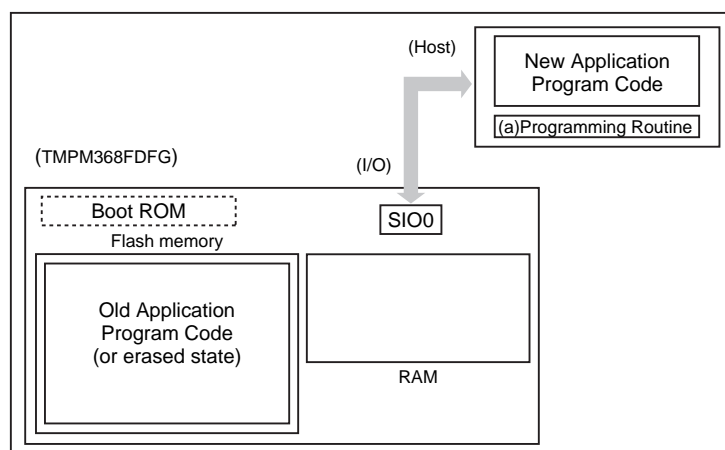 (Host)
New Application
Program Code
(a)Programming Routine
(TMPM368FDFG)
(I/O)
Boot ROM
SIO0
Flash memory
Old Application
Program Code
(or erased state)
RAM